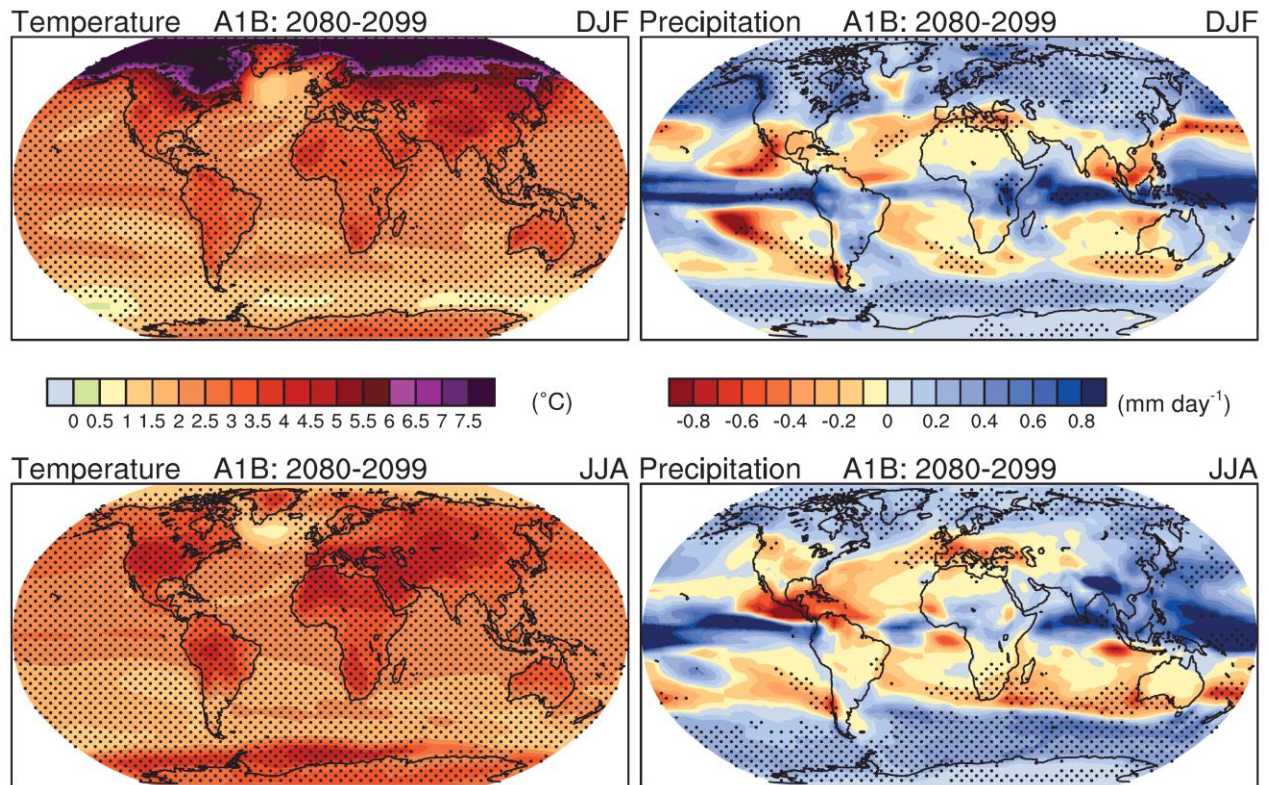 Temperature A1B: 2080-2099 DJF
Precipitation A1B: 2080-2099 DJF
0 0.5 1 1.5 2 2.5 3 3.5 4 4.5 5 5.5 6 6.5 7 7.5 (°C)
-0.8 -0.6 -0.4 -0.2 0 0.2 0.4 0.6 0.8 (mm day⁻¹)
Temperature A1B: 2080-2099 JJA
Precipitation A1B: 2080-2099 JJA